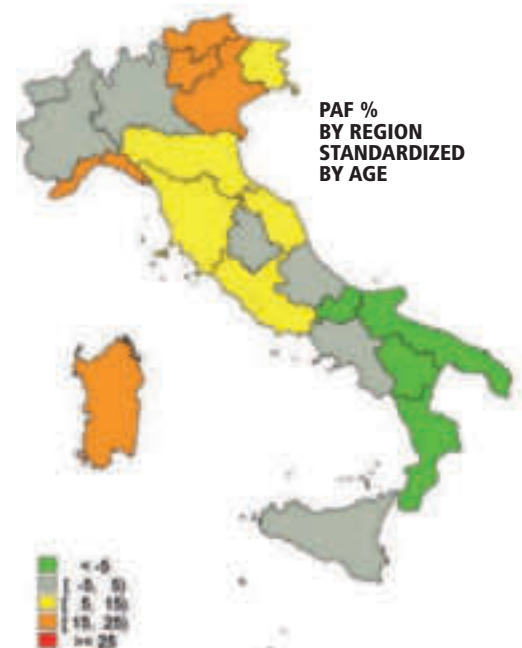 PAF %
BY REGION
STANDARDIZED
BY AGE
< -5
-5, 5)
5, 15)
15, 25)
>= 25